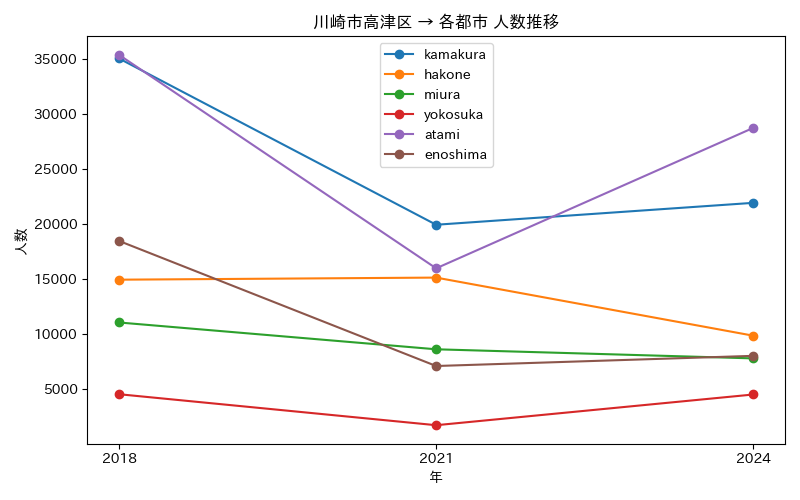 川崎市高津区 → 各都市 人数推移
kamakura
hakone
miura
yokosuka
atami
enoshima
人数
35000
30000
25000
20000
15000
10000
5000
2018 2021 2024
年